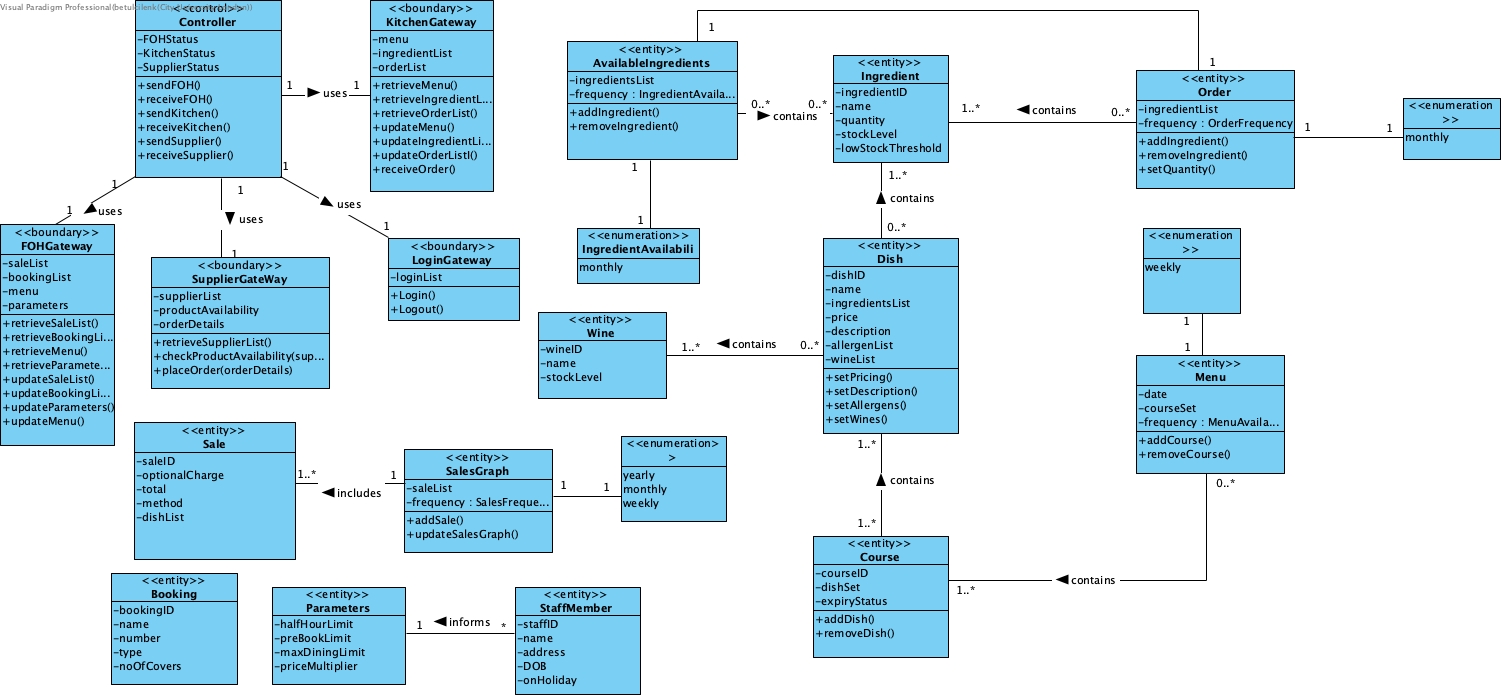 Visual Paradigm Professional(betul
<<controller>>
Controller
-FOHStatus
-KitchenStatus
-SupplierStatus
+sendFOH()
+receiveFOH()
+sendKitchen()
+receiveKitchen()
+sendSupplier()
+receiveSupplier()
1
uses
1
<<boundary>>
KitchenGateway
-menu
-ingredientList
-orderList
+retrieveMenu()
+retrieveIngredientL...
+retrieveOrderList()
+updateMenu()
+updateIngredientLi...
+updateOrderListI()
+receiveOrder()
1
1
uses
<<boundary>>
FOHGateway
-saleList
-bookingList
-menu
-parameters
+retrieveSaleList()
+retrieveBookingLi...
+retrieveMenu()
+retrieveParamete...
+updateSaleList()
+updateBookingLi...
+updateParameters()
+updateMenu()
1
uses
1
<<boundary>>
SupplierGateWay
-supplierList
-productAvailability
-orderDetails
+retrieveSupplierList()
+checkProductAvailability(sup...
+placeOrder(orderDetails)
1
uses
1
<<boundary>>
LoginGateway
-loginList
+Login()
+Logout()
1
1
<<entity>>
AvailableIngredients
-ingredientsList
-frequency : IngredientAvaila...
+addIngredient()
+removeIngredient()
0..*
contains
0..*
<<entity>>
Ingredient
-ingredientID
-name
-quantity
-stockLevel
-lowStockThreshold
1..*
contains
0..*
<<entity>>
Order
-ingredientList
-frequency : OrderFrequency
+addIngredient()
+removeIngredient()
+setQuantity()
1
1
<<enumeration
>>
monthly
1
1
<<enumeration>>
IngredientAvailabili
monthly
1..*
contains
0..*
<<entity>>
Dish
-dishID
-name
-ingredientsList
-price
-description
-allergenList
-wineList
+setPricing()
+setDescription()
+setAllergens()
+setWines()
<<entity>>
Wine
-wineID
-name
-stockLevel
1..*
contains
0..*
<<enumeration
>>
weekly
1
1
<<entity>>
Menu
-date
-courseSet
-frequency : MenuAvaila...
+addCourse()
+removeCourse()
0..*
contains
1..*
1..*
contains
1..*
<<entity>>
Course
-courseID
-dishSet
-expiryStatus
+addDish()
+removeDish()
<<entity>>
Sale
-saleID
-optionalCharge
-total
-method
-dishList
1..*
includes
1
<<entity>>
SalesGraph
-saleList
-frequency : SalesFreque...
+addSale()
+updateSalesGraph()
1
1
<<enumeration>
>
yearly
monthly
weekly
<<entity>>
Booking
-bookingID
-name
-number
-type
-noOfCovers
<<entity>>
Parameters
-halfHourLimit
-preBookLimit
-maxDiningLimit
-priceMultiplier
1
informs
*
<<entity>>
StaffMember
-staffID
-name
-address
-DOB
-onHoliday